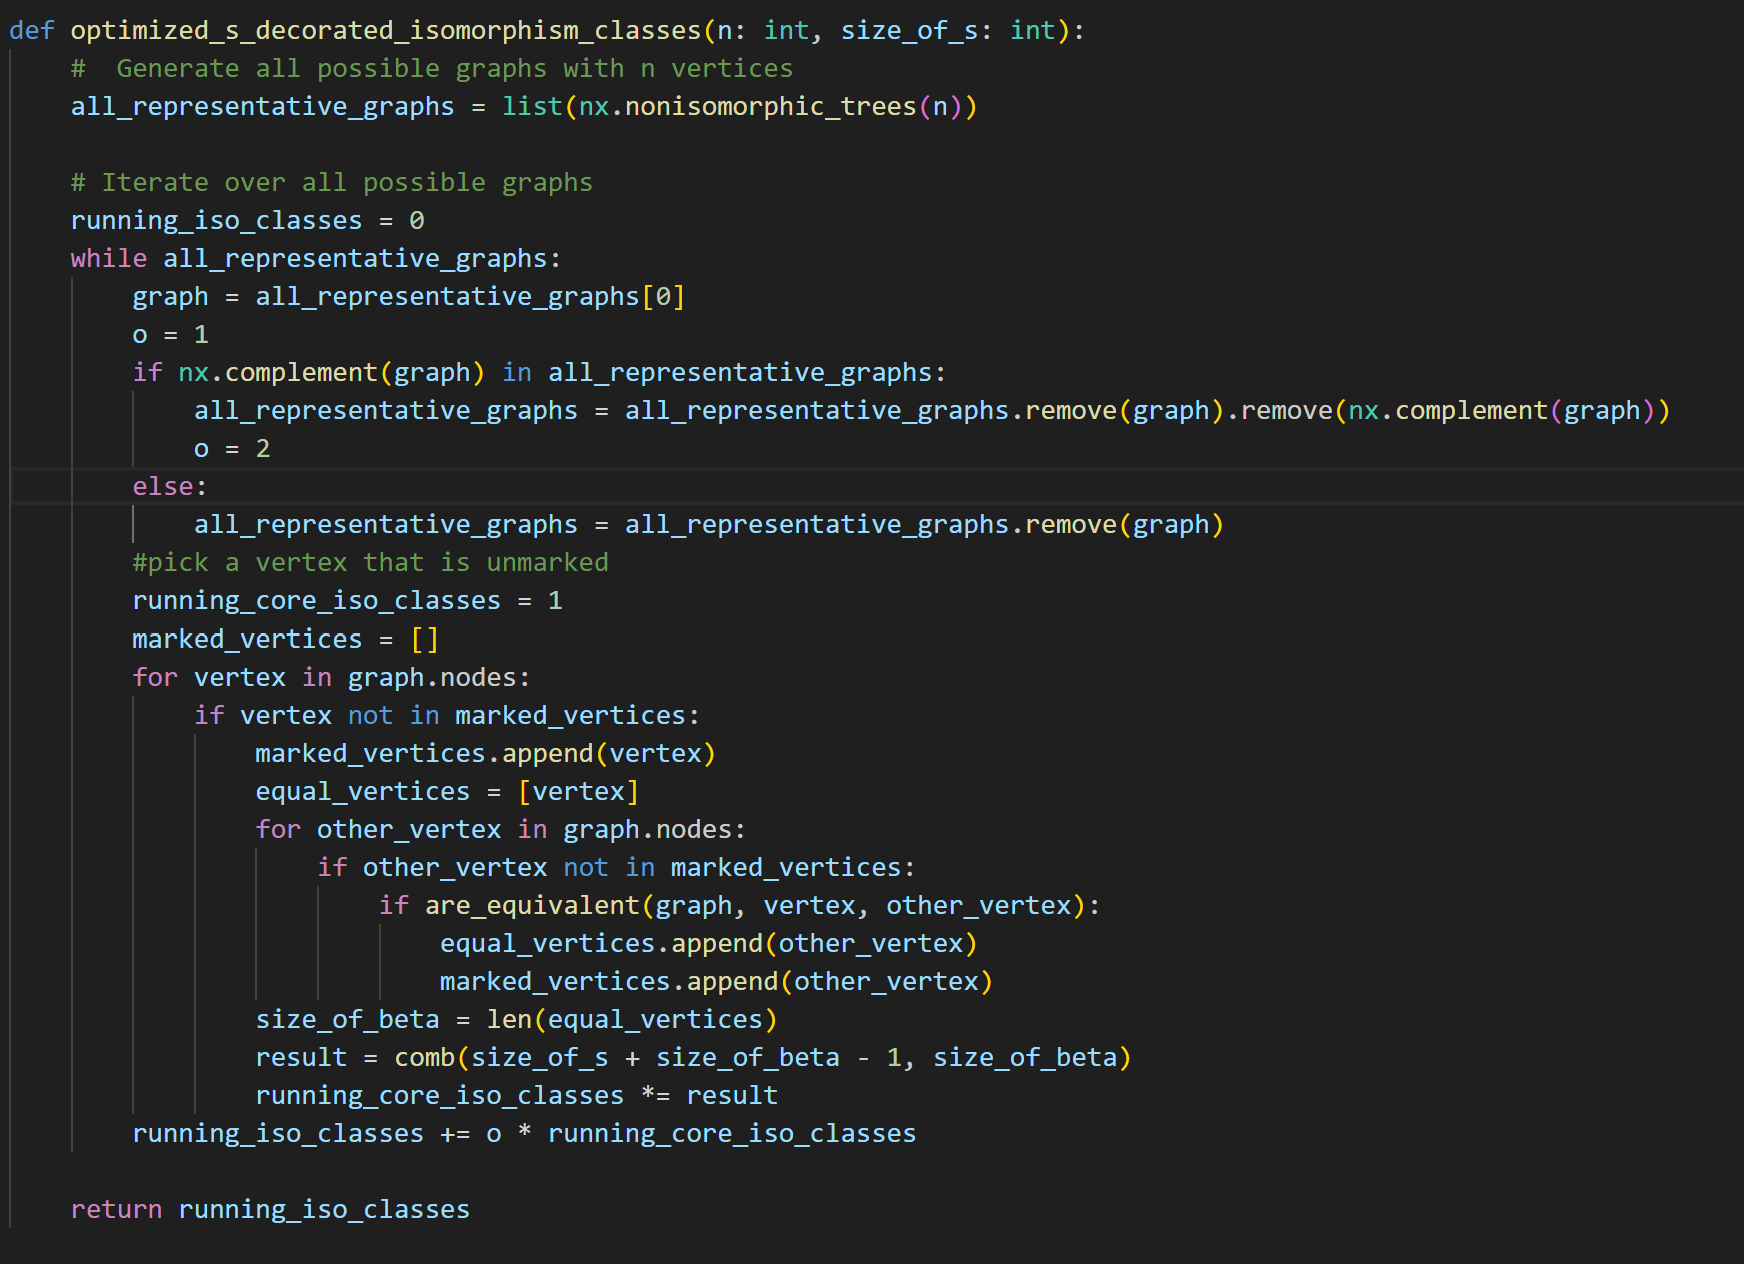 def optimized_s_decorated_isomorphism_classes(n: int, size_of_s: int):
    #  Generate all possible graphs with n vertices
    all_representative_graphs = list(nx.nonisomorphic_trees(n))

    # Iterate over all possible graphs
    running_iso_classes = 0
    while all_representative_graphs:
        graph = all_representative_graphs[0]
        o = 1
        if nx.complement(graph) in all_representative_graphs:
            all_representative_graphs = all_representative_graphs.remove(graph).remove(nx.complement(graph))
            o = 2
        else:
            all_representative_graphs = all_representative_graphs.remove(graph)
        #pick a vertex that is unmarked
        running_core_iso_classes = 1
        marked_vertices = []
        for vertex in graph.nodes:
            if vertex not in marked_vertices:
                marked_vertices.append(vertex)
                equal_vertices = [vertex]
                for other_vertex in graph.nodes:
                    if other_vertex not in marked_vertices:
                        if are_equivalent(graph, vertex, other_vertex):
                            equal_vertices.append(other_vertex)
                            marked_vertices.append(other_vertex)
                size_of_beta = len(equal_vertices)
                result = comb(size_of_s + size_of_beta - 1, size_of_beta)
                running_core_iso_classes *= result
        running_iso_classes += o * running_core_iso_classes

    return running_iso_classes